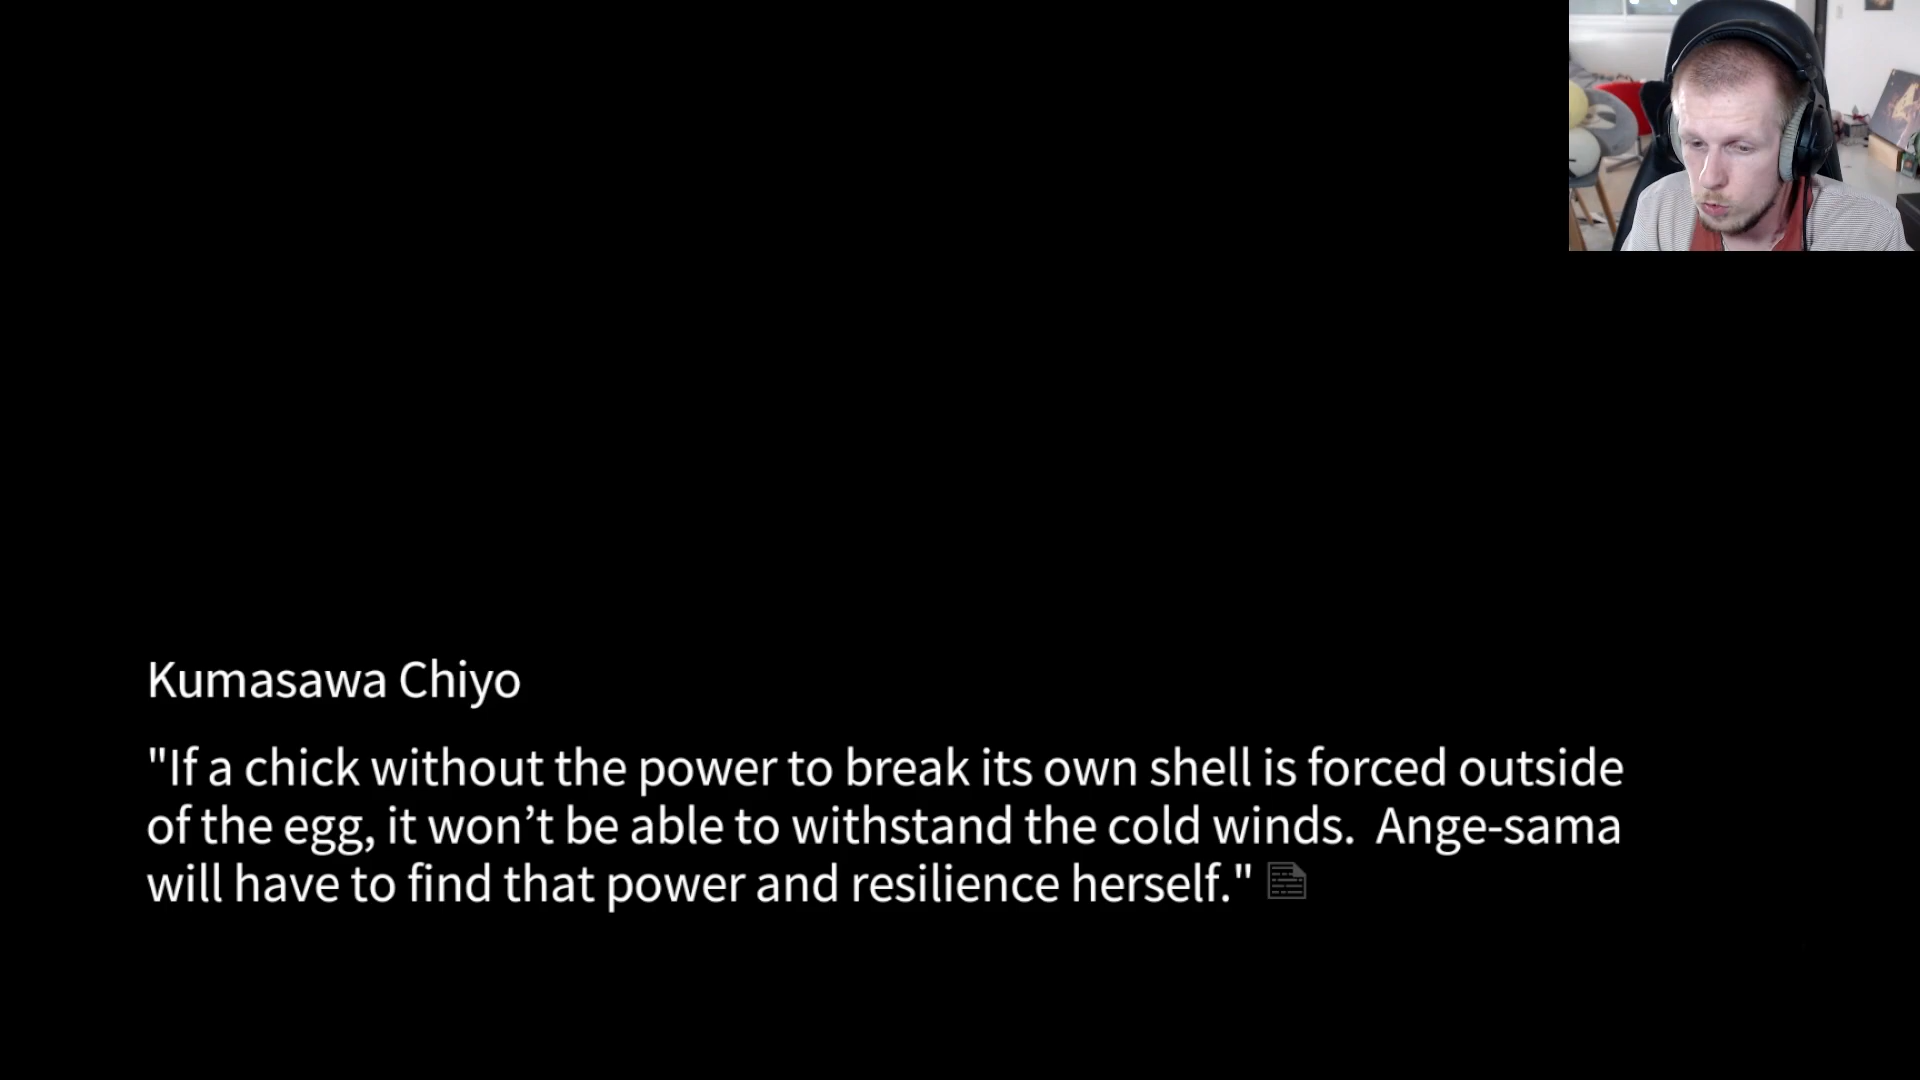 Kumasawa Chiyo
"If a chick without the power to break its own shell is forced outside
of the egg, it won’t be able to withstand the cold winds.  Ange-sama
will have to find that power and resilience herself."